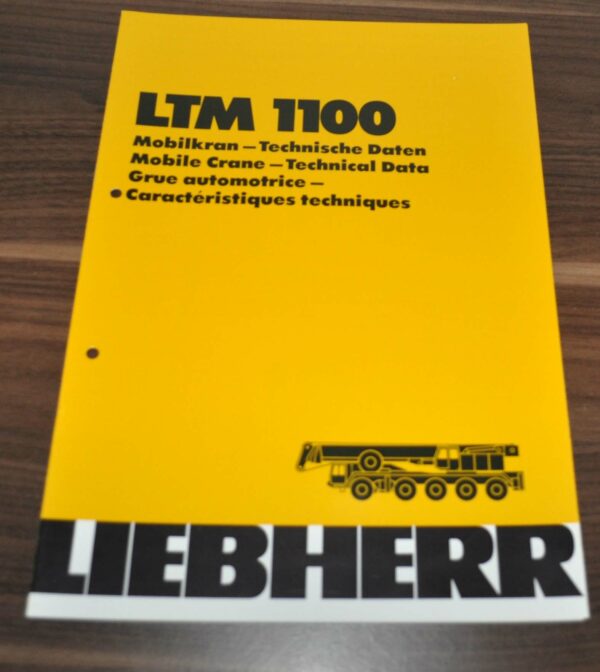 LTM 1100
Mobilkran – Technische Daten
Mobile Crane – Technical Data
Grue automotrice –
Caractéristiques techniques
LIEBHERR